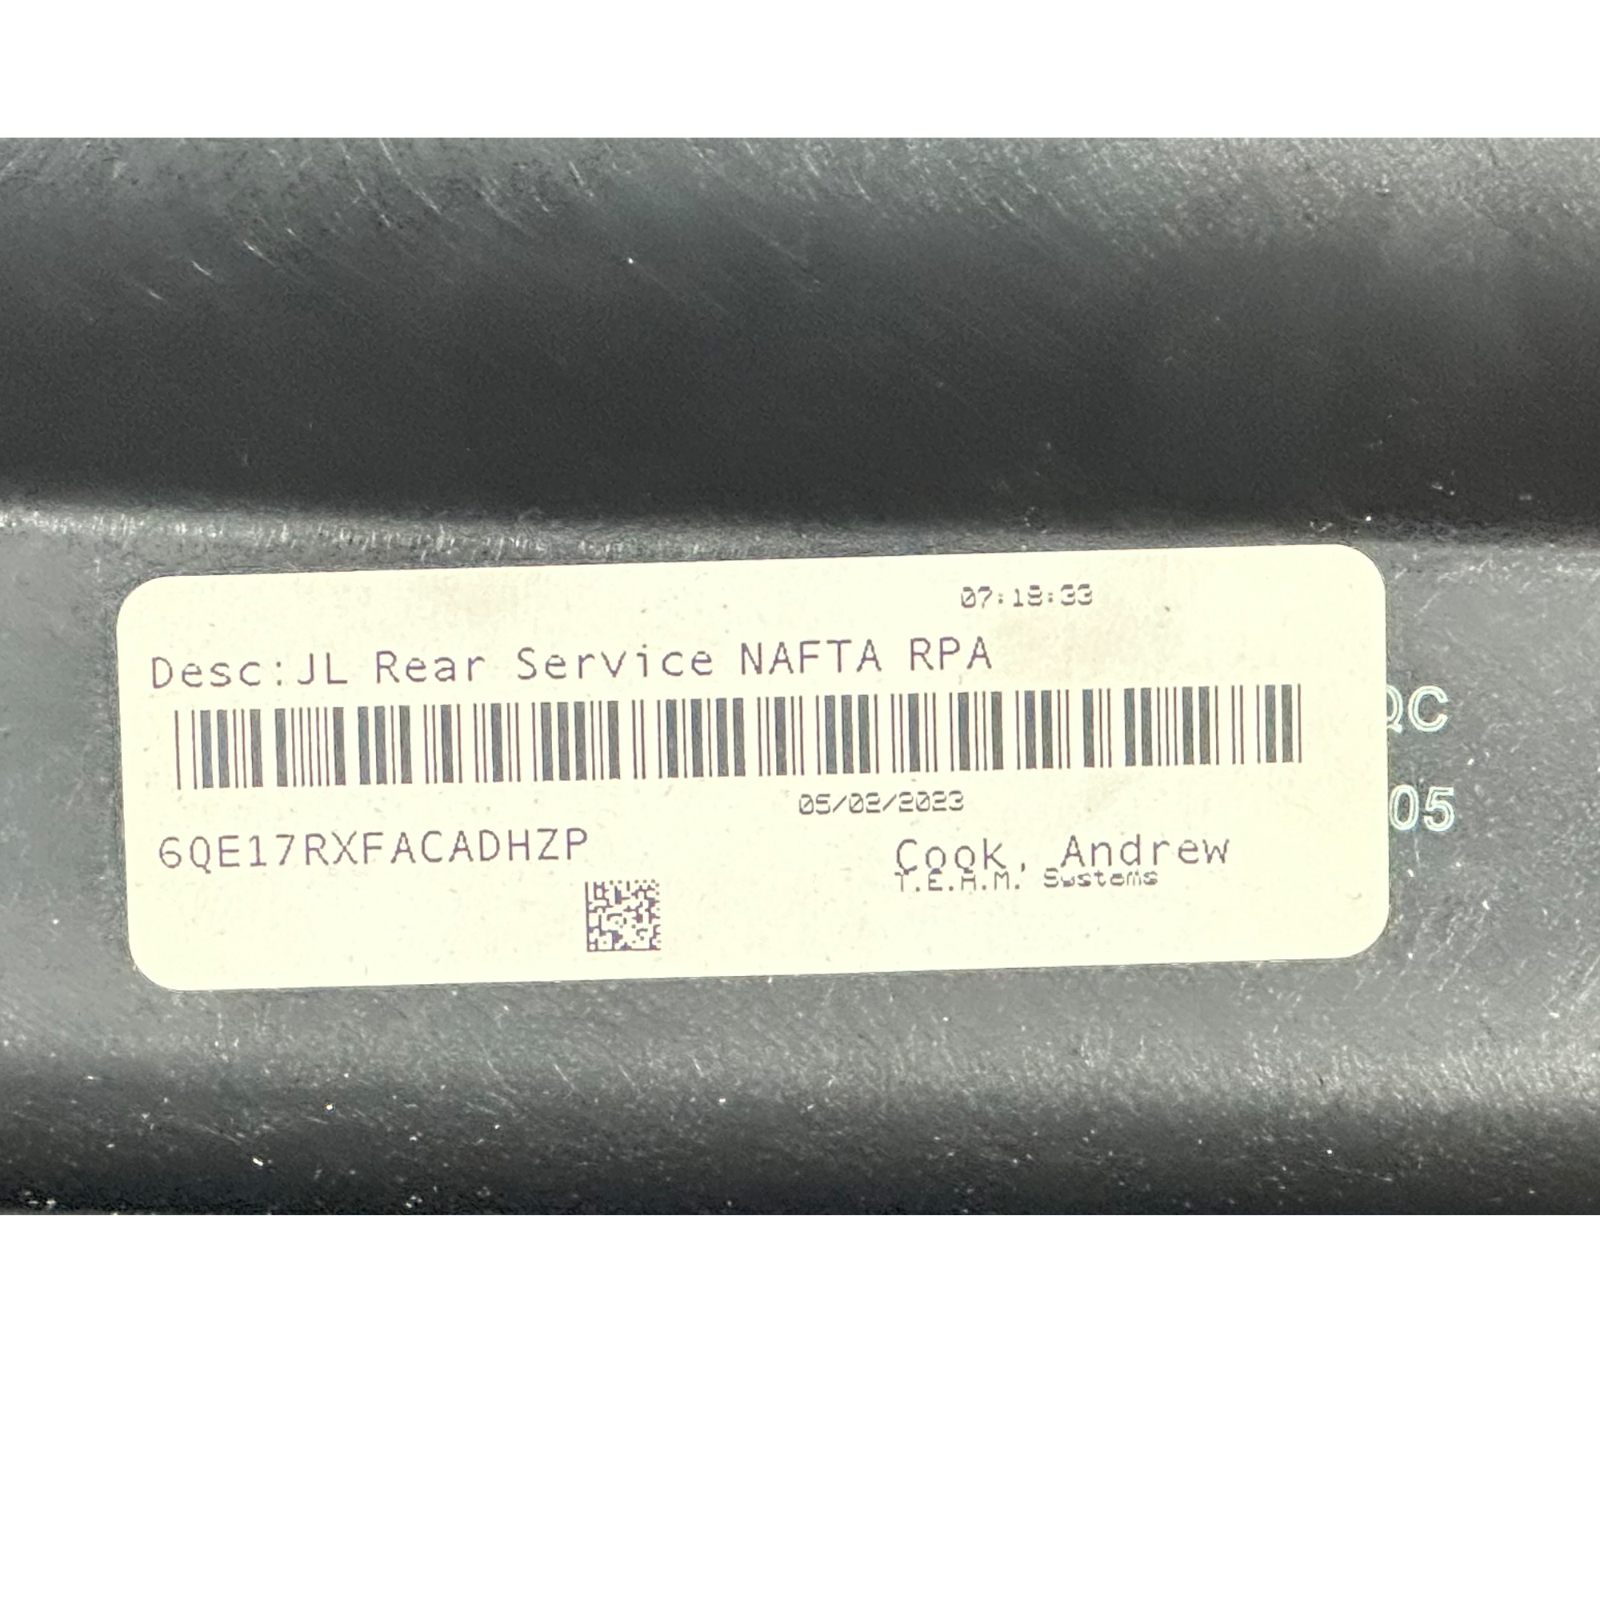 07:18:33
Desc:JL Rear Service NAFTA RPA
QC
05/02/2023
05
6QE17RXFACADHZP
Cook, Andrew
T.E.A.M. Systems